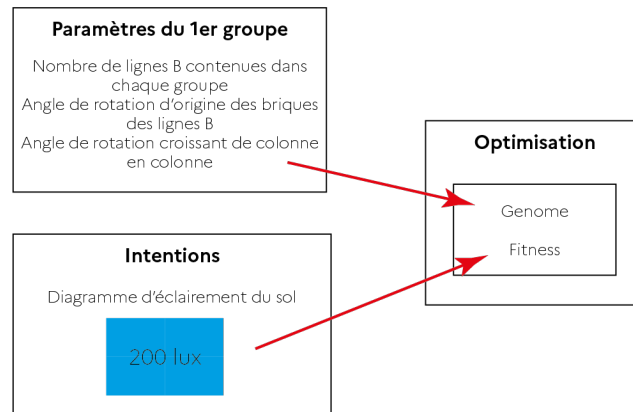 Paramètres du 1er groupe
Nombre de lignes B contenues dans
chaque groupe
Angle de rotation d'origine des briques
des lignes B
Angle de rotation croissant de colonne
en colonne
Optimisation
Genome
Fitness
Intentions
Diagramme d'éclairement du sol
200 lux